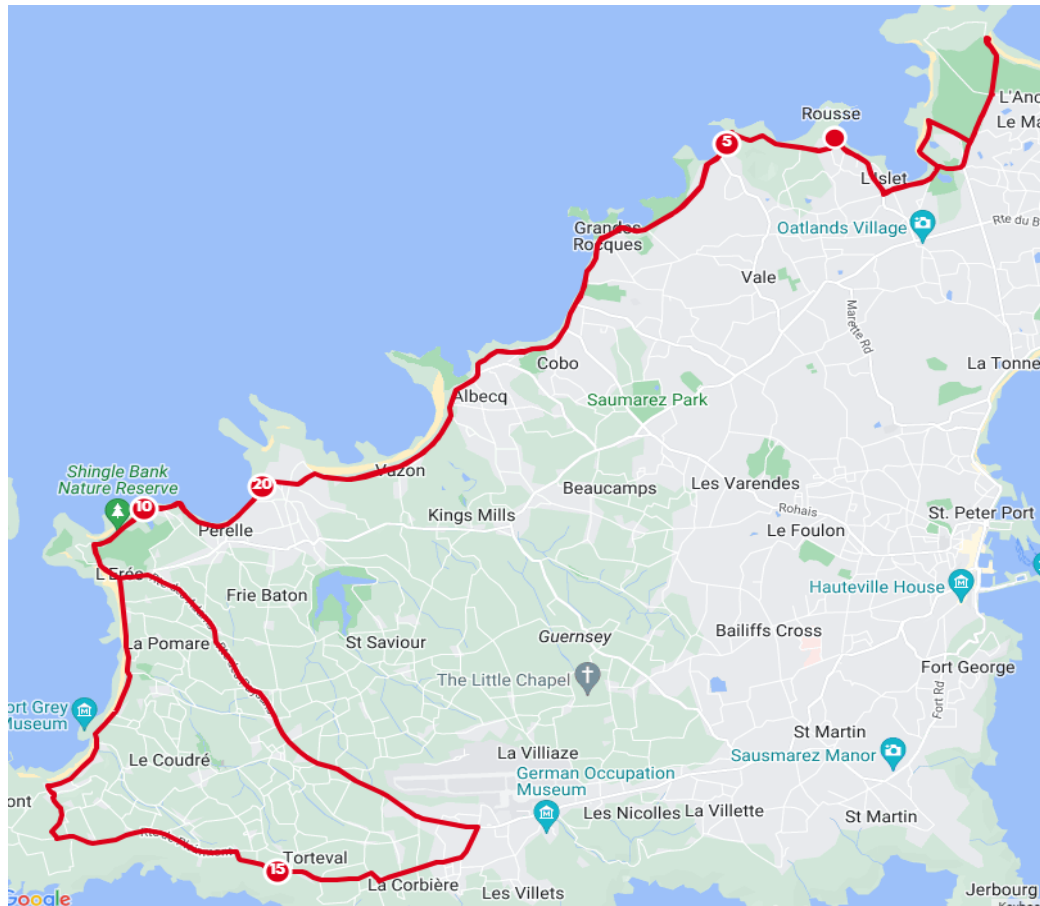 Rousse
L'Anc
Le Ma
5
L'Islet
Rte du B
Grandes
Rocques
Oatlands Village
Vale
Marette Rd
La Tonne
Cobo
Albecq
Saumarez Park
Shingle Bank
Nature Reserve
Vazon
20
10
Beaucamps
Les Varendes
Rohais
St. Peter Port
Kings Mills
Le Foulon
Perelle
L'Erée
Hauteville House
Frie Baton
Bailiffs Cross
La Pomare
St Saviour
Guernsey
Fort George
The Little Chapel
Fort Rd
ort Grey
Museum
St Martin
Le Coudré
La Villiaze
Sausmarez Manor
German Occupation
Museum
ont
Les Nicolles
La Villette
St Martin
Torteval
15
La Corbière
Les Villets
Jerbourg
Google